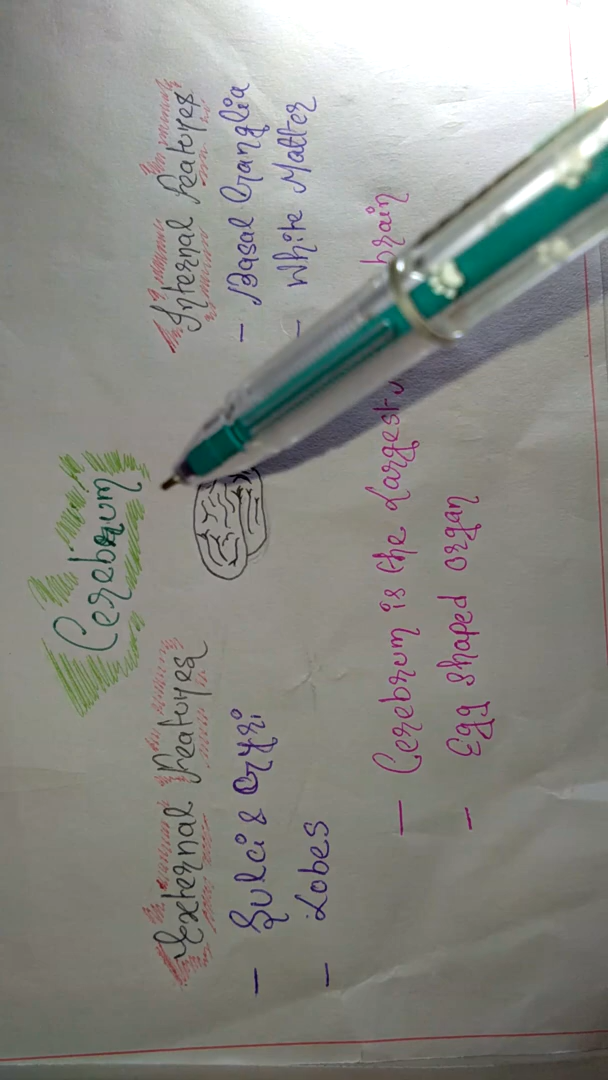 Cerebrum
External Features
- Sulci & Gyri
- Lobes
Internal Features
- Basal Ganglia
- White Matter
- Cerebrum is the Largest brain
- Egg shaped organ